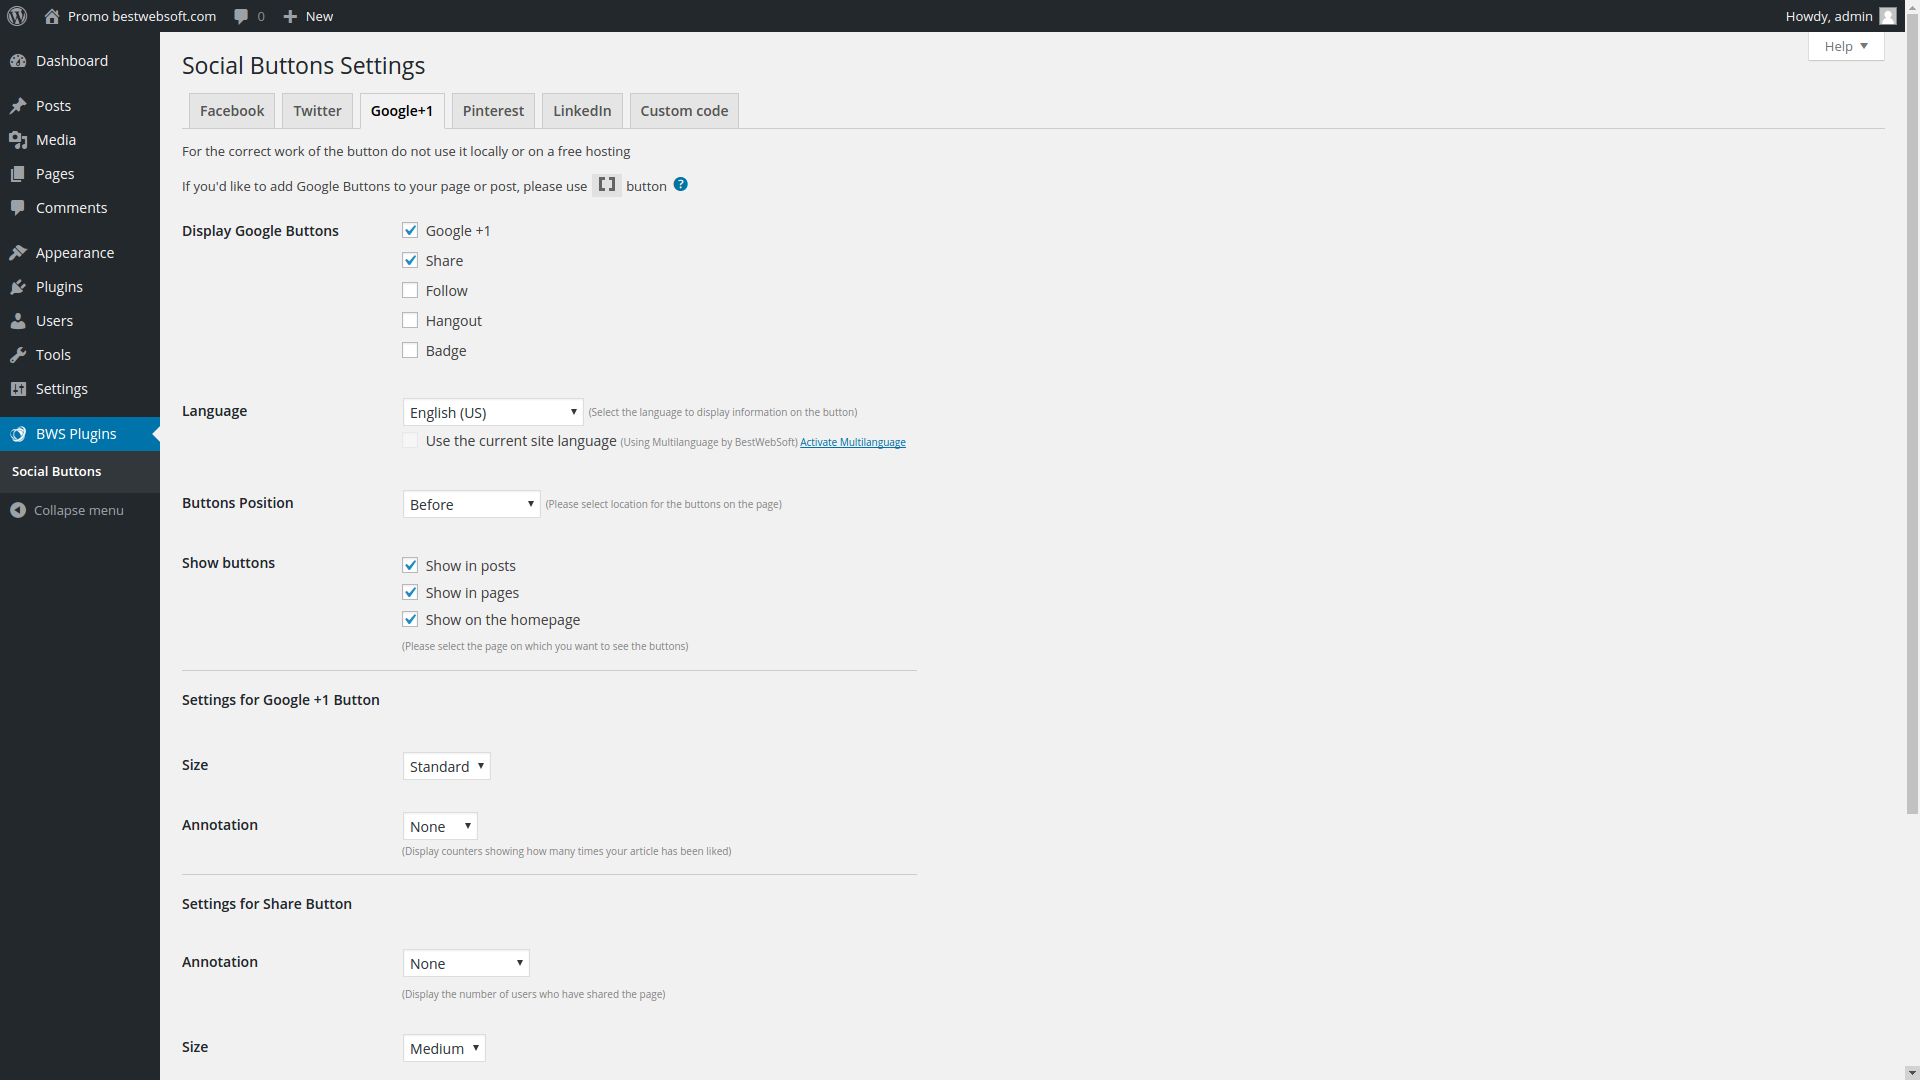 Promo bestwebsoft.com 0 New Howdy, admin
Help
Dashboard
Posts
Media
Pages
Comments
Appearance
Plugins
Users
Tools
Settings
BWS Plugins
Social Buttons
Collapse menu
Social Buttons Settings
Facebook Twitter Google+1 Pinterest LinkedIn Custom code
For the correct work of the button do not use it locally or on a free hosting
If you'd like to add Google Buttons to your page or post, please use [ ] button ?
Display Google Buttons
Google +1
Share
Follow
Hangout
Badge
Language English (US) (Select the language to display information on the button)
Use the current site language (Using Multilanguage by BestWebSoft) Activate Multilanguage
Buttons Position Before (Please select location for the buttons on the page)
Show buttons
Show in posts
Show in pages
Show on the homepage
(Please select the page on which you want to see the buttons)
Settings for Google +1 Button
Size Standard
Annotation None
(Display counters showing how many times your article has been liked)
Settings for Share Button
Annotation None
(Display the number of users who have shared the page)
Size Medium